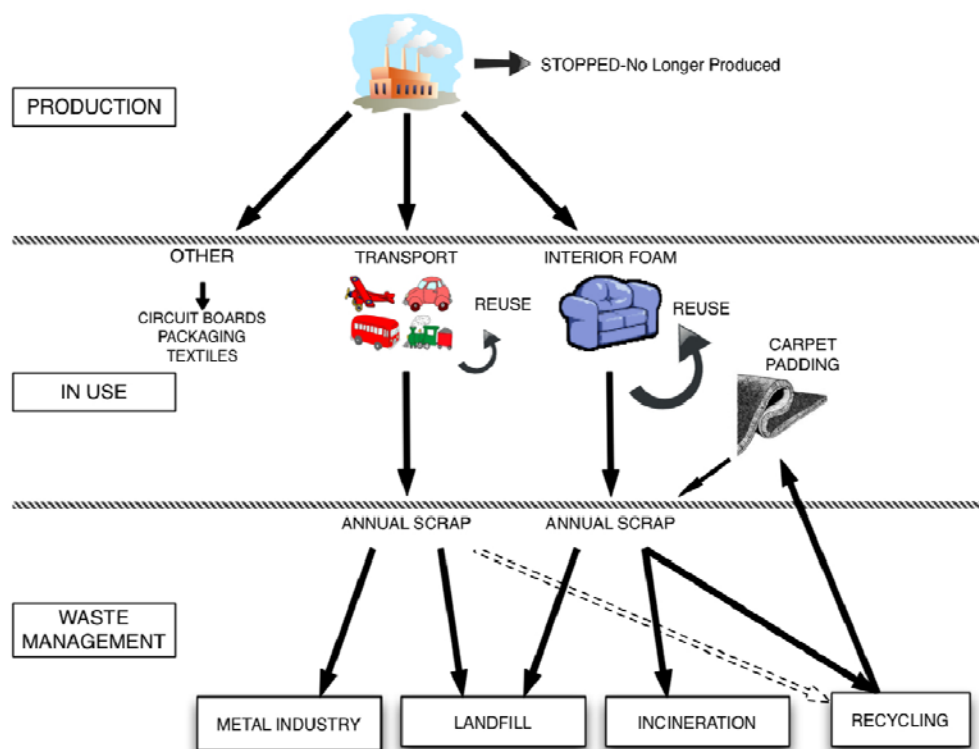 STOPPED-No Longer Produced
PRODUCTION
OTHER
TRANSPORT
INTERIOR FOAM
CIRCUIT BOARDS
PACKAGING
TEXTILES
REUSE
REUSE
CARPET
PADDING
IN USE
ANNUAL SCRAP
ANNUAL SCRAP
WASTE
MANAGEMENT
METAL INDUSTRY
LANDFILL
INCINERATION
RECYCLING